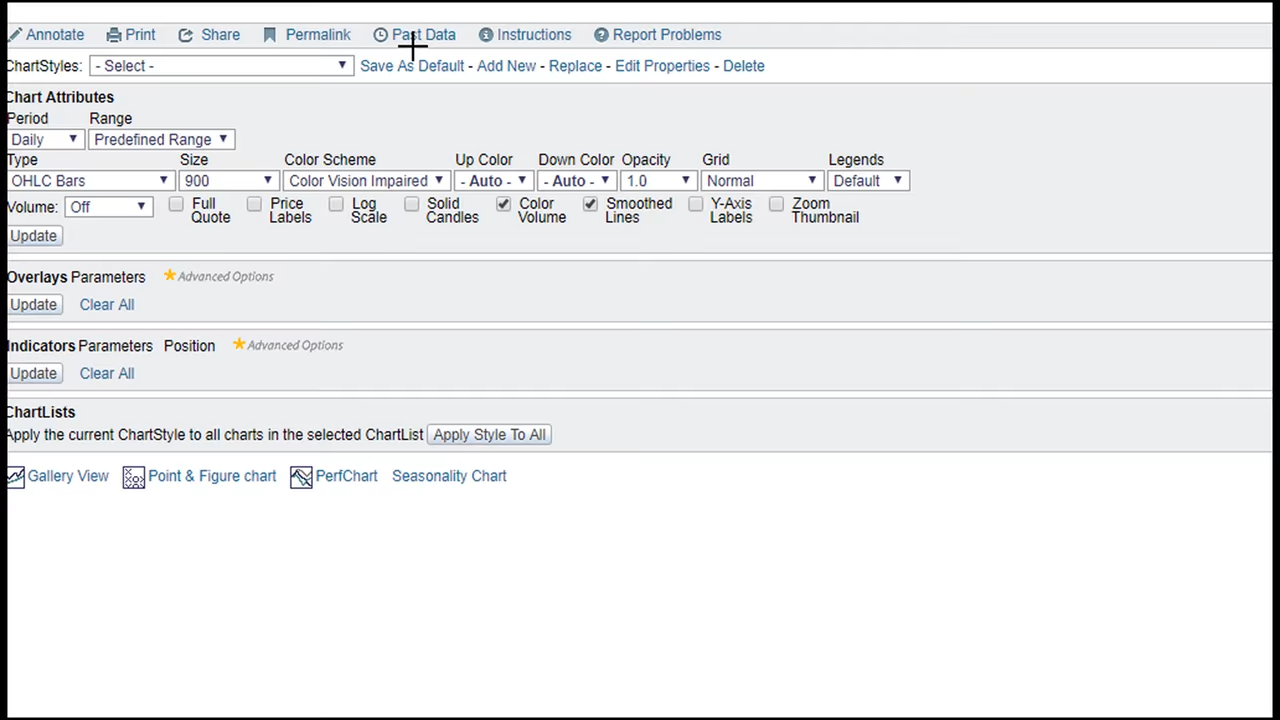 Annotate Print Share Permalink Past Data Instructions Report Problems
ChartStyles: - Select - Save As Default - Add New - Replace - Edit Properties - Delete
Chart Attributes
Period Range
Daily Predefined Range
Type Size Color Scheme Up Color Down Color Opacity Grid Legends
OHLC Bars 900 Color Vision Impaired - Auto - - Auto - 1.0 Normal Default
Volume: Off Full Quote Price Labels Log Scale Solid Candles Color Volume Smoothed Lines Y-Axis Labels Zoom Thumbnail
Update
Overlays Parameters Advanced Options
Update Clear All
Indicators Parameters Position Advanced Options
Update Clear All
ChartLists
Apply the current ChartStyle to all charts in the selected ChartList Apply Style To All
Gallery View Point & Figure chart PerfChart Seasonality Chart